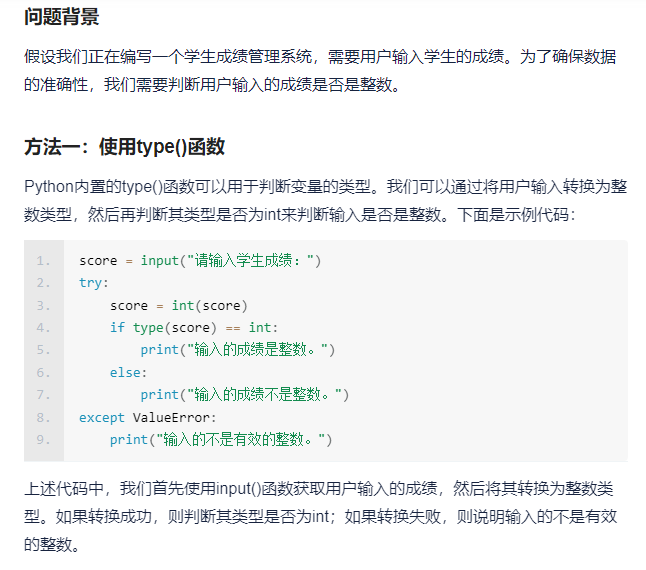 问题背景
假设我们正在编写一个学生成绩管理系统，需要用户输入学生的成绩。为了确保数据
的准确性，我们需要判断用户输入的成绩是否是整数。
方法一：使用type()函数
Python内置的type()函数可以用于判断变量的类型。我们可以通过将用户输入转换为整
数类型，然后再判断其类型是否为int来判断输入是否是整数。下面是示例代码：
1. score = input("请输入学生成绩：")
2. try:
3.     score = int(score)
4.     if type(score) == int:
5.         print("输入的成绩是整数。")
6.     else:
7.         print("输入的成绩不是整数。")
8. except ValueError:
9.     print("输入的不是有效的整数。")
上述代码中，我们首先使用input()函数获取用户输入的成绩，然后将其转换为整数类
型。如果转换成功，则判断其类型是否为int；如果转换失败，则说明输入的不是有效
的整数。